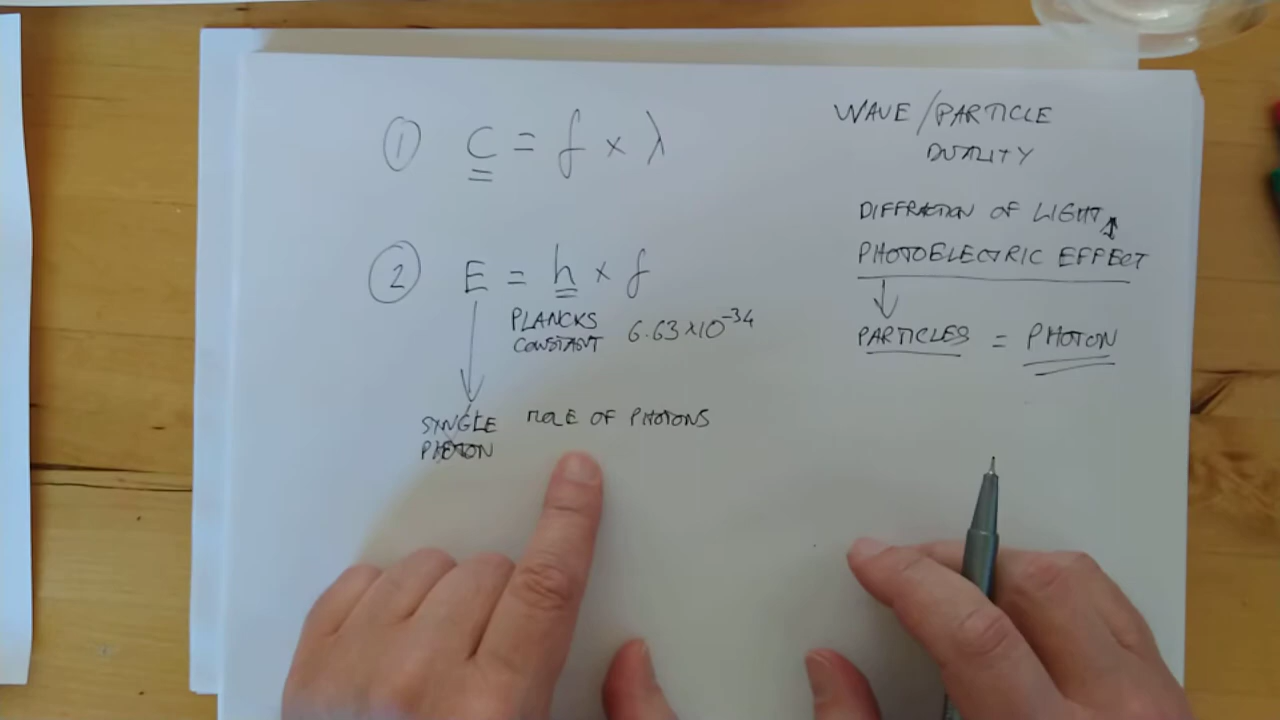 ① C = f × λ
② E = h × f
PLANCKS
CONSTANT 6.63×10⁻³⁴
SINGLE
PHOTON
MOLE OF PHOTONS
WAVE/PARTICLE
DUALITY
DIFFRACTION OF LIGHT
PHOTOELECTRIC EFFECT
PARTICLES = PHOTON